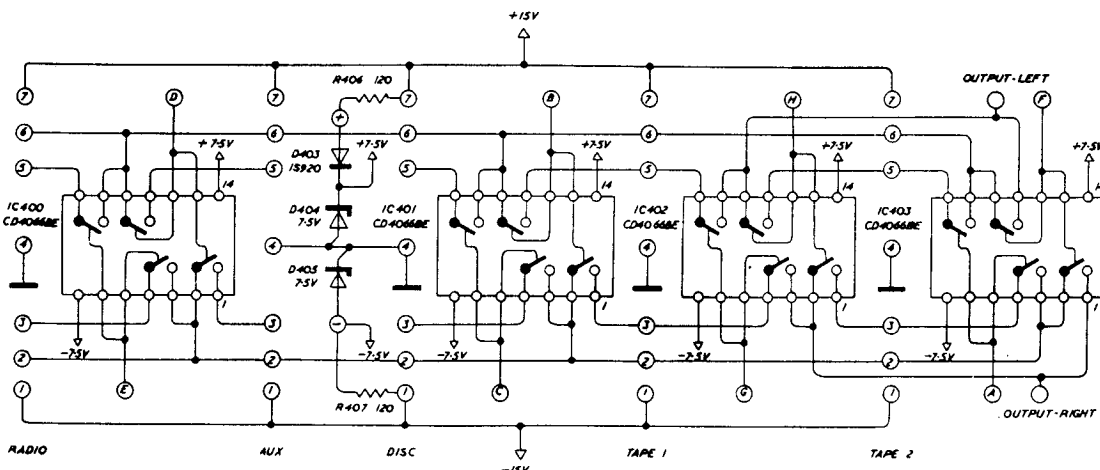 +15V
R406 120
OUTPUT-LEFT
7 7 7 7 7
D B H F
+
6 6 6 6 6
+7·5V D403 +7·5V +7·5V +7·5V +7·5V
1S920
5 5 5 5 5
14 14 14
IC400 D404 IC401 IC402 IC403
CD4066BE 7·5V CD4066BE CD4066BE CD4066BE
4 4 4 4 4
D405
7·5V
1 1 1 1
3 3 3 3 3
-
-7·5V -7·5V -7·5V -7·5V -7·5V
2 2 2 2 2
E C G A
1 1 1 1 1
R407 120
OUTPUT-RIGHT
RADIO AUX DISC TAPE 1 TAPE 2
-15V